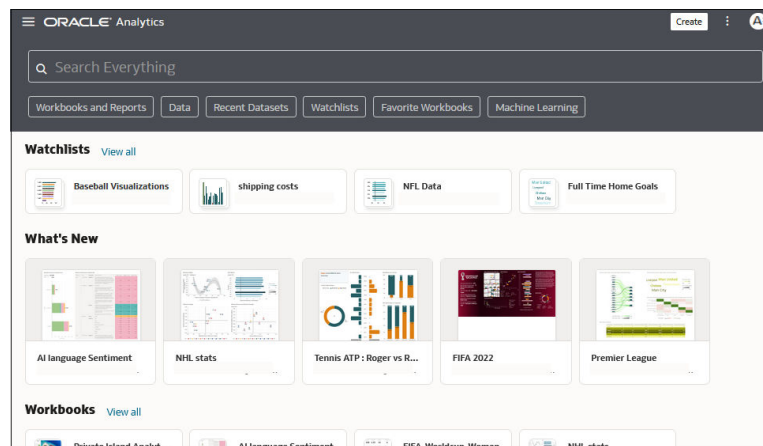 ORACLE Analytics
Create
Search Everything
Workbooks and Reports
Data
Recent Datasets
Watchlists
Favorite Workbooks
Machine Learning
Watchlists View all
Baseball Visualizations
shipping costs
NFL Data
Full Time Home Goals
What's New
AI language Sentiment
NHL stats
Tennis ATP : Roger vs R...
FIFA 2022
Premier League
Workbooks View all